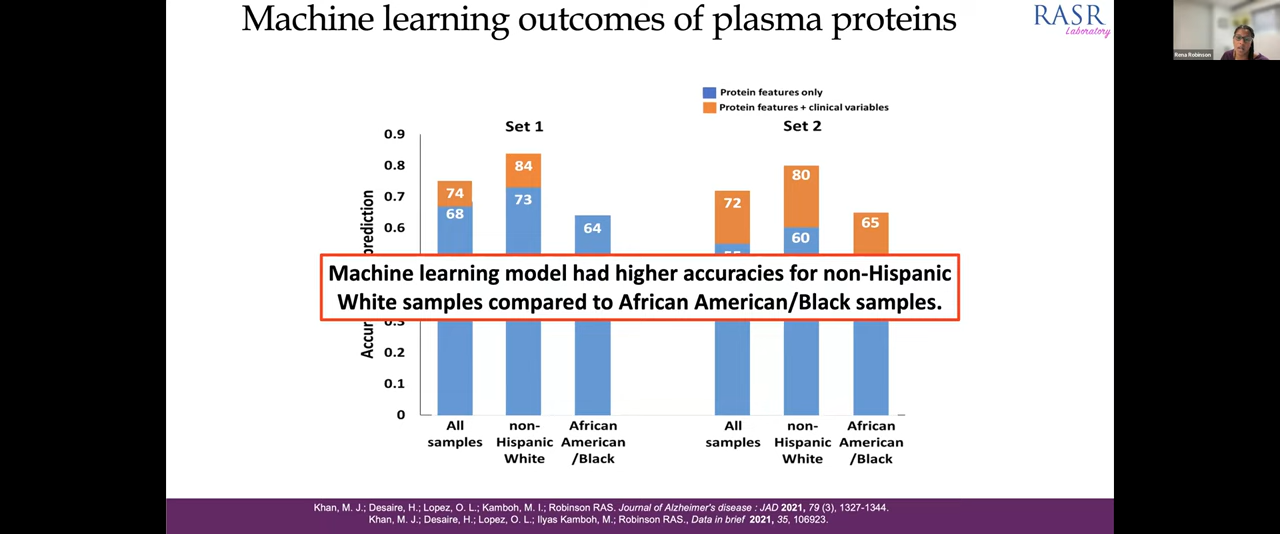 Machine learning outcomes of plasma proteins
RASR
Laboratory
Rena Robinson
Protein features only
Protein features + clinical variables
Set 1
Set 2
0.9
0.8
0.7
0.6
0.3
0.2
0.1
0
74
68
84
73
64
72
80
60
65
Machine learning model had higher accuracies for non-Hispanic
White samples compared to African American/Black samples.
All
samples
non-
Hispanic
White
African
American
/Black
All
samples
non-
Hispanic
White
African
American
/Black
Khan, M. J.; Desaire, H.; Lopez, O. L.; Kamboh, M. I.; Robinson RAS. Journal of Alzheimer's disease : JAD 2021, 79 (3), 1327-1344.
Khan, M. J.; Desaire, H.; Lopez, O. L.; Ilyas Kamboh, M.; Robinson RAS., Data in brief 2021, 35, 106923.